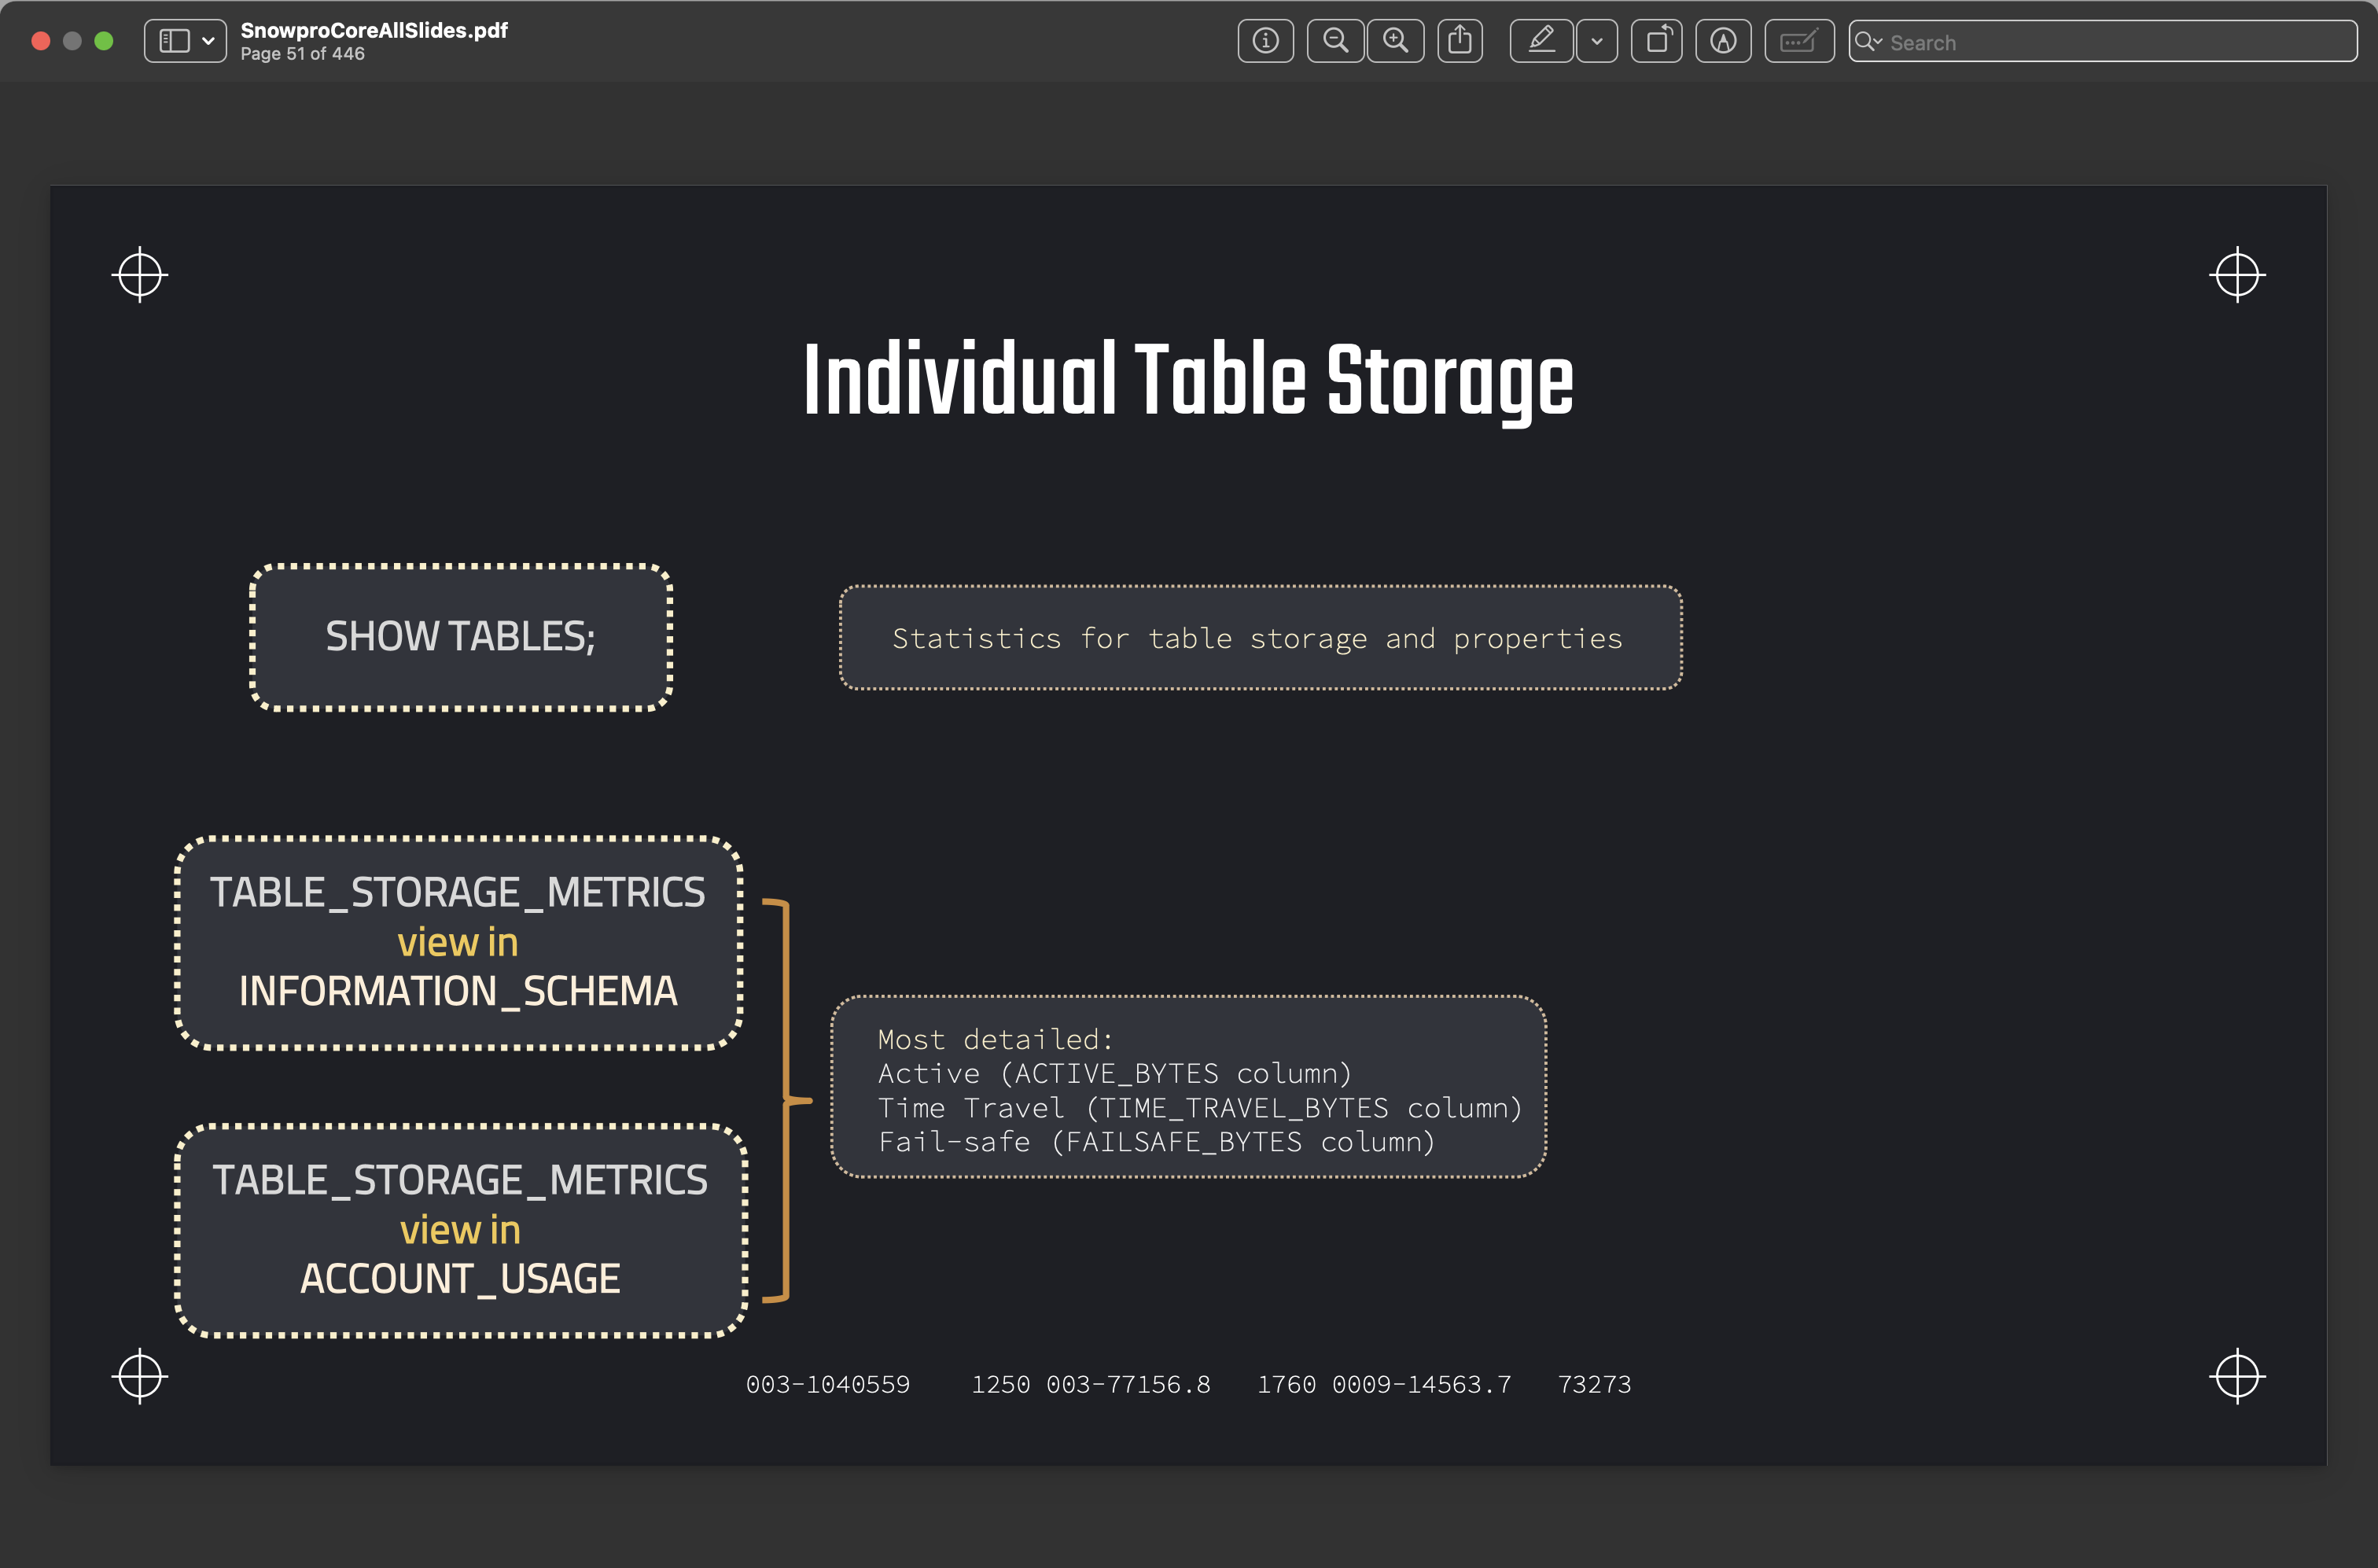 SnowproCoreAllSlides.pdf
Page 51 of 446
Search
Individual Table Storage
SHOW TABLES;
Statistics for table storage and properties
TABLE_STORAGE_METRICS
view in
INFORMATION_SCHEMA
Most detailed:
Active (ACTIVE_BYTES column)
Time Travel (TIME_TRAVEL_BYTES column)
Fail-safe (FAILSAFE_BYTES column)
TABLE_STORAGE_METRICS
view in
ACCOUNT_USAGE
003-1040559 1250 003-77156.8 1760 0009-14563.7 73273